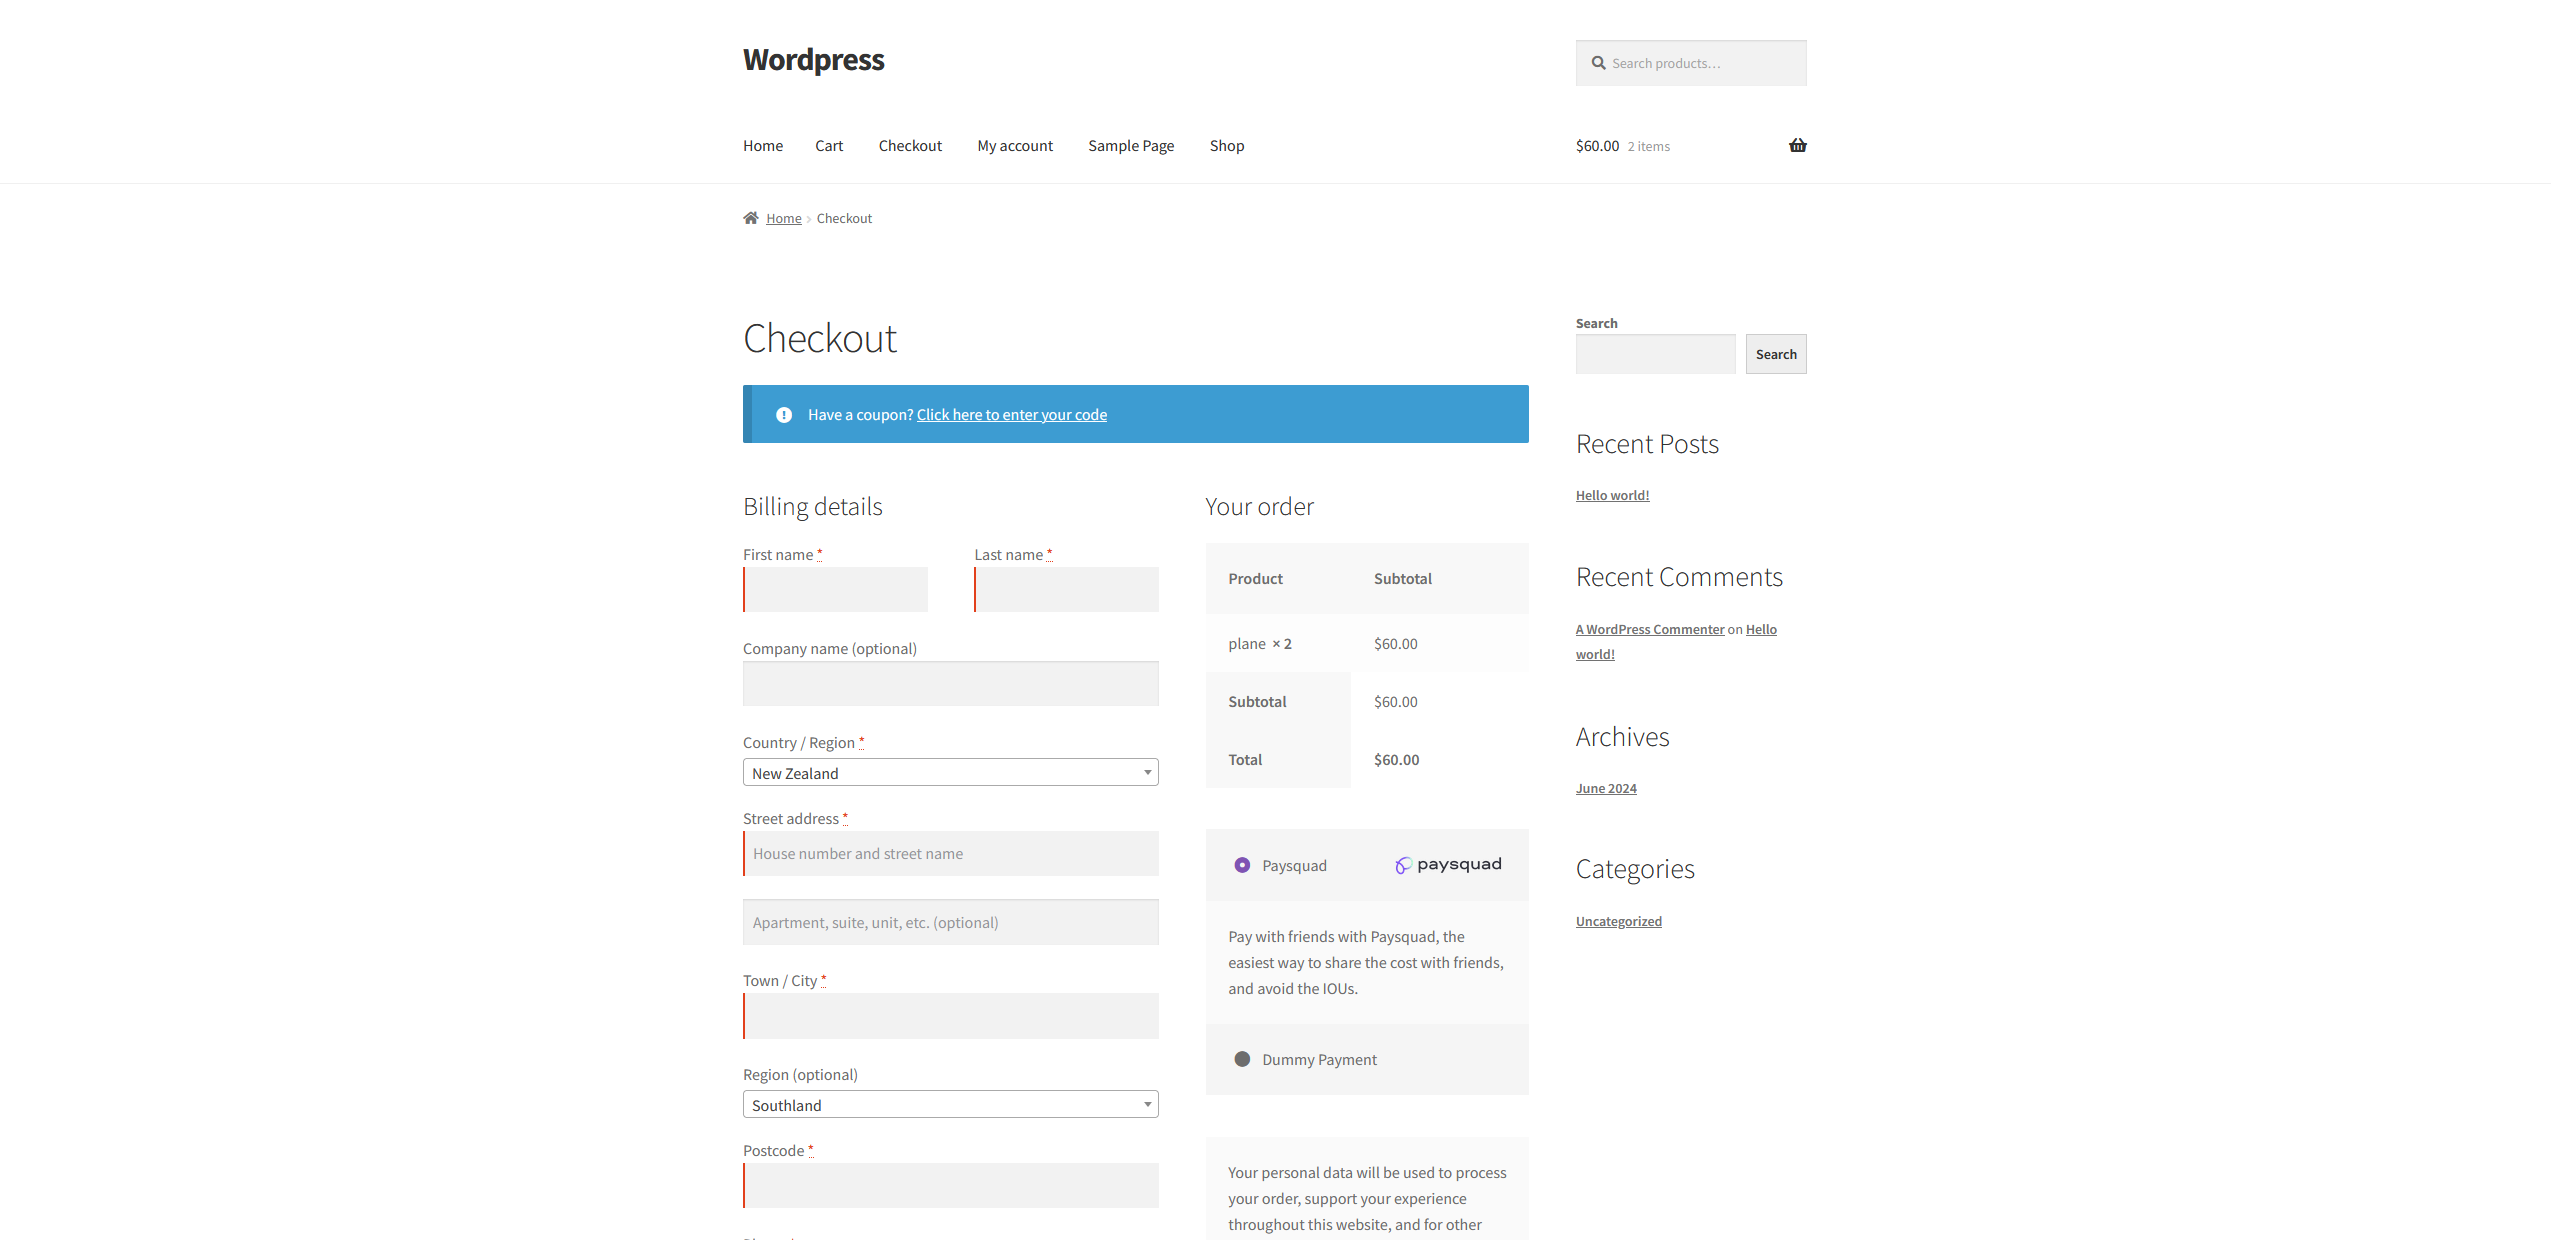 Wordpress
Search products…
Home Cart Checkout My account Sample Page Shop
$60.00 2 items
Home › Checkout
Checkout
Have a coupon? Click here to enter your code
Billing details
First name * Last name *
Company name (optional)
Country / Region *
New Zealand
Street address *
House number and street name
Apartment, suite, unit, etc. (optional)
Town / City *
Region (optional)
Southland
Postcode *
Your order
Product Subtotal
plane × 2 $60.00
Subtotal $60.00
Total $60.00
Paysquad paysquad
Pay with friends with Paysquad, the
easiest way to share the cost with friends,
and avoid the IOUs.
Dummy Payment
Your personal data will be used to process
your order, support your experience
throughout this website, and for other
Search
Search
Recent Posts
Hello world!
Recent Comments
A WordPress Commenter on Hello
world!
Archives
June 2024
Categories
Uncategorized